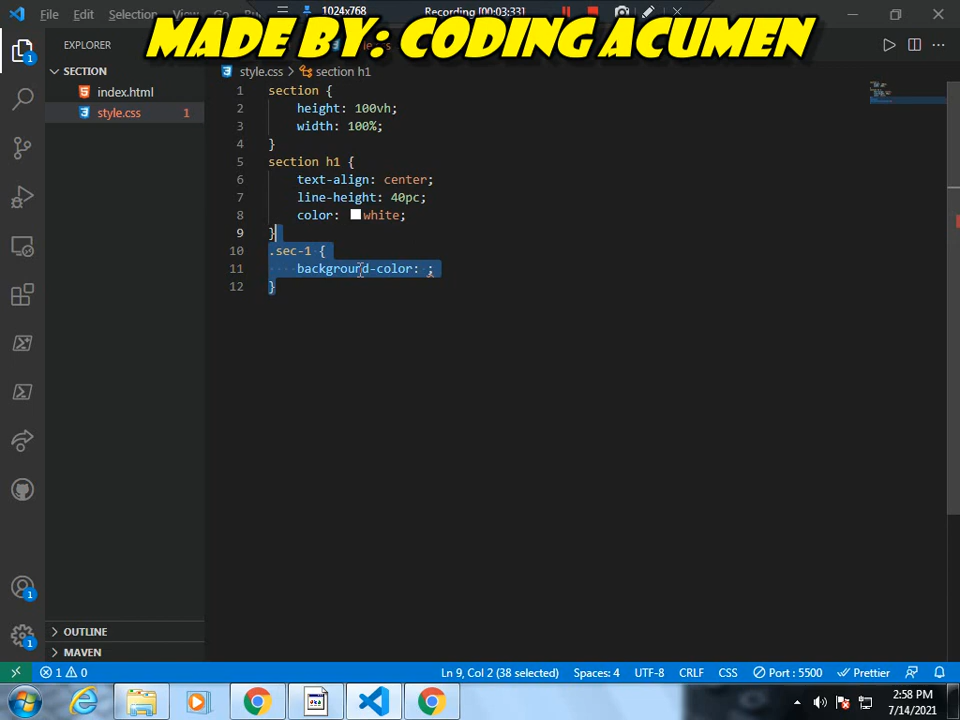 File Edit Selection View Go
1024x768 Recording [00:03:33]
MADE BY: CODING ACUMEN
EXPLORER
SECTION
index.html
style.css 1
style.css > section h1
1 section {
2 height: 100vh;
3 width: 100%;
4 }
5 section h1 {
6 text-align: center;
7 line-height: 40pc;
8 color: white;
9 }
10 .sec-1 {
11 background-color: ;
12 }
OUTLINE
MAVEN
1 0 Ln 9, Col 2 (38 selected) Spaces: 4 UTF-8 CRLF CSS Port : 5500 Prettier
2:58 PM
7/14/2021